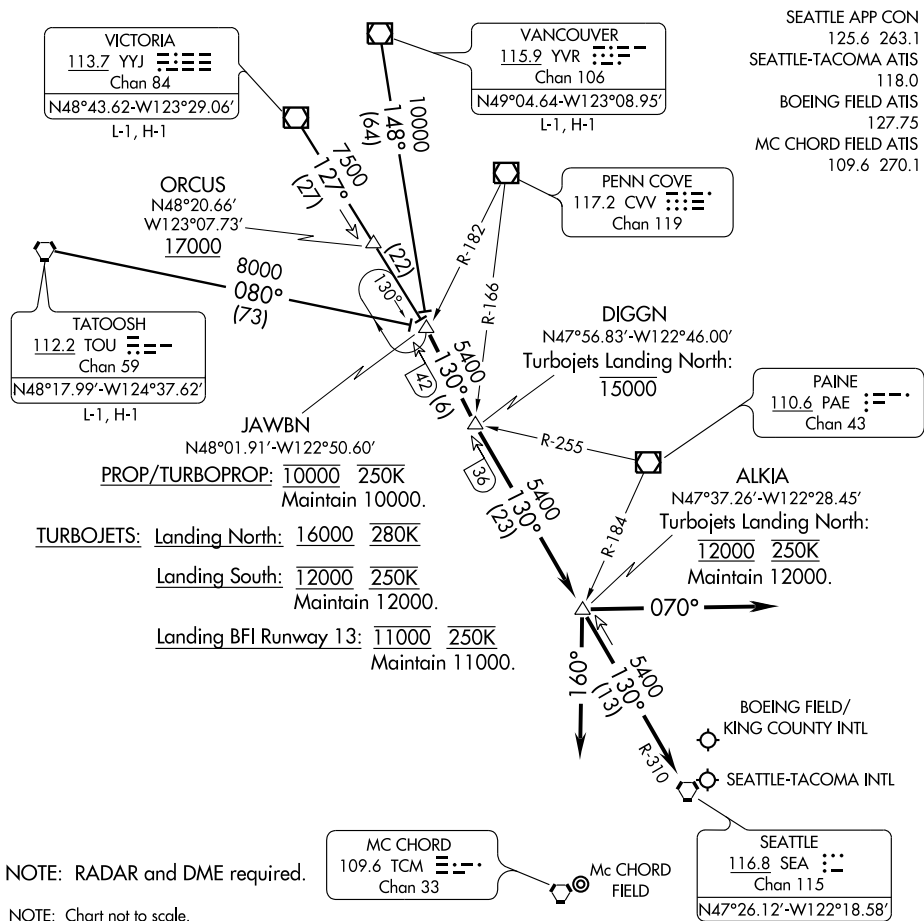 SEATTLE APP CON
125.6 263.1
SEATTLE-TACOMA ATIS
118.0
BOEING FIELD ATIS
127.75
MC CHORD FIELD ATIS
109.6 270.1
VICTORIA
113.7 YYJ
Chan 84
N48°43.62-W123°29.06'
L-1, H-1
VANCOUVER
115.9 YVR
Chan 106
N49°04.64-W123°08.95'
L-1, H-1
10000
148°
(64)
7500
127°
(27)
PENN COVE
117.2 CVV
Chan 119
ORCUS
N48°20.66'
W123°07.73'
17000
(22)
R-182
R-166
8000
080°
(73)
130°
TATOOSH
112.2 TOU
Chan 59
N48°17.99'-W124°37.62'
L-1, H-1
DIGGN
N47°56.83'-W122°46.00'
Turbojets Landing North:
15000
5400
130°
(6)
42
PAINE
110.6 PAE
Chan 43
JAWBN
N48°01.91'-W122°50.60'
PROP/TURBOPROP: 10000 250K
Maintain 10000.
TURBOJETS: Landing North: 16000 280K
Landing South: 12000 250K
Maintain 12000.
Landing BFI Runway 13: 11000 250K
Maintain 11000.
R-255
36
5400
130°
(23)
R-184
ALKIA
N47°37.26'-W122°28.45'
Turbojets Landing North:
12000 250K
Maintain 12000.
070°
160°
5400
130°
(13)
R-310
BOEING FIELD/
KING COUNTY INTL
SEATTLE-TACOMA INTL
SEATTLE
116.8 SEA
Chan 115
N47°26.12'-W122°18.58'
MC CHORD
109.6 TCM
Chan 33
Mc CHORD
FIELD
NOTE: RADAR and DME required.
NOTE: Chart not to scale.